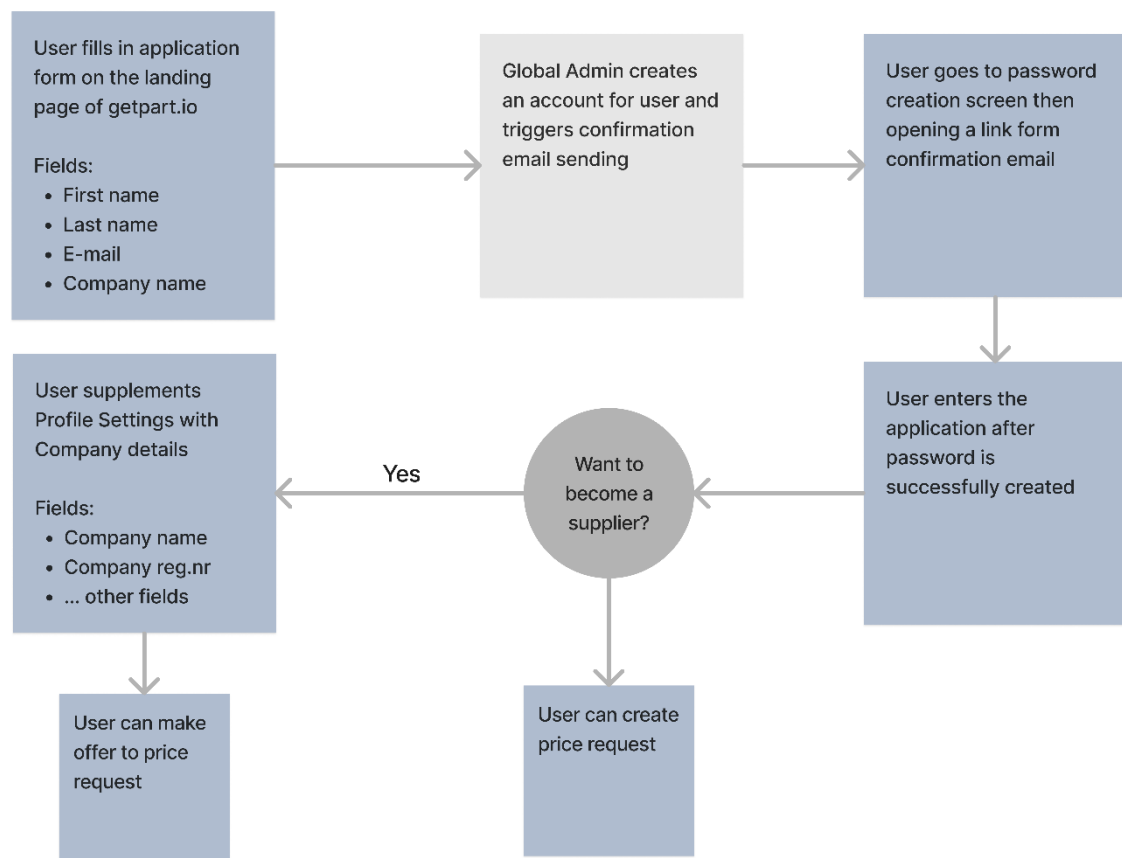 User fills in application
form on the landing
page of getpart.io
Fields:
• First name
• Last name
• E-mail
• Company name
Global Admin creates
an account for user and
triggers confirmation
email sending
User goes to password
creation screen then
opening a link form
confirmation email
User enters the
application after
password is
successfully created
Want to
become a
supplier?
Yes
User supplements
Profile Settings with
Company details
Fields:
• Company name
• Company reg.nr
• ... other fields
User can make
offer to price
request
User can create
price request